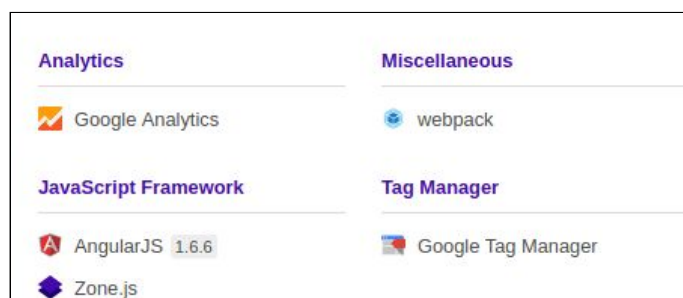 Analytics
Google Analytics
JavaScript Framework
AngularJS 1.6.6
Zone.js
Miscellaneous
webpack
Tag Manager
Google Tag Manager